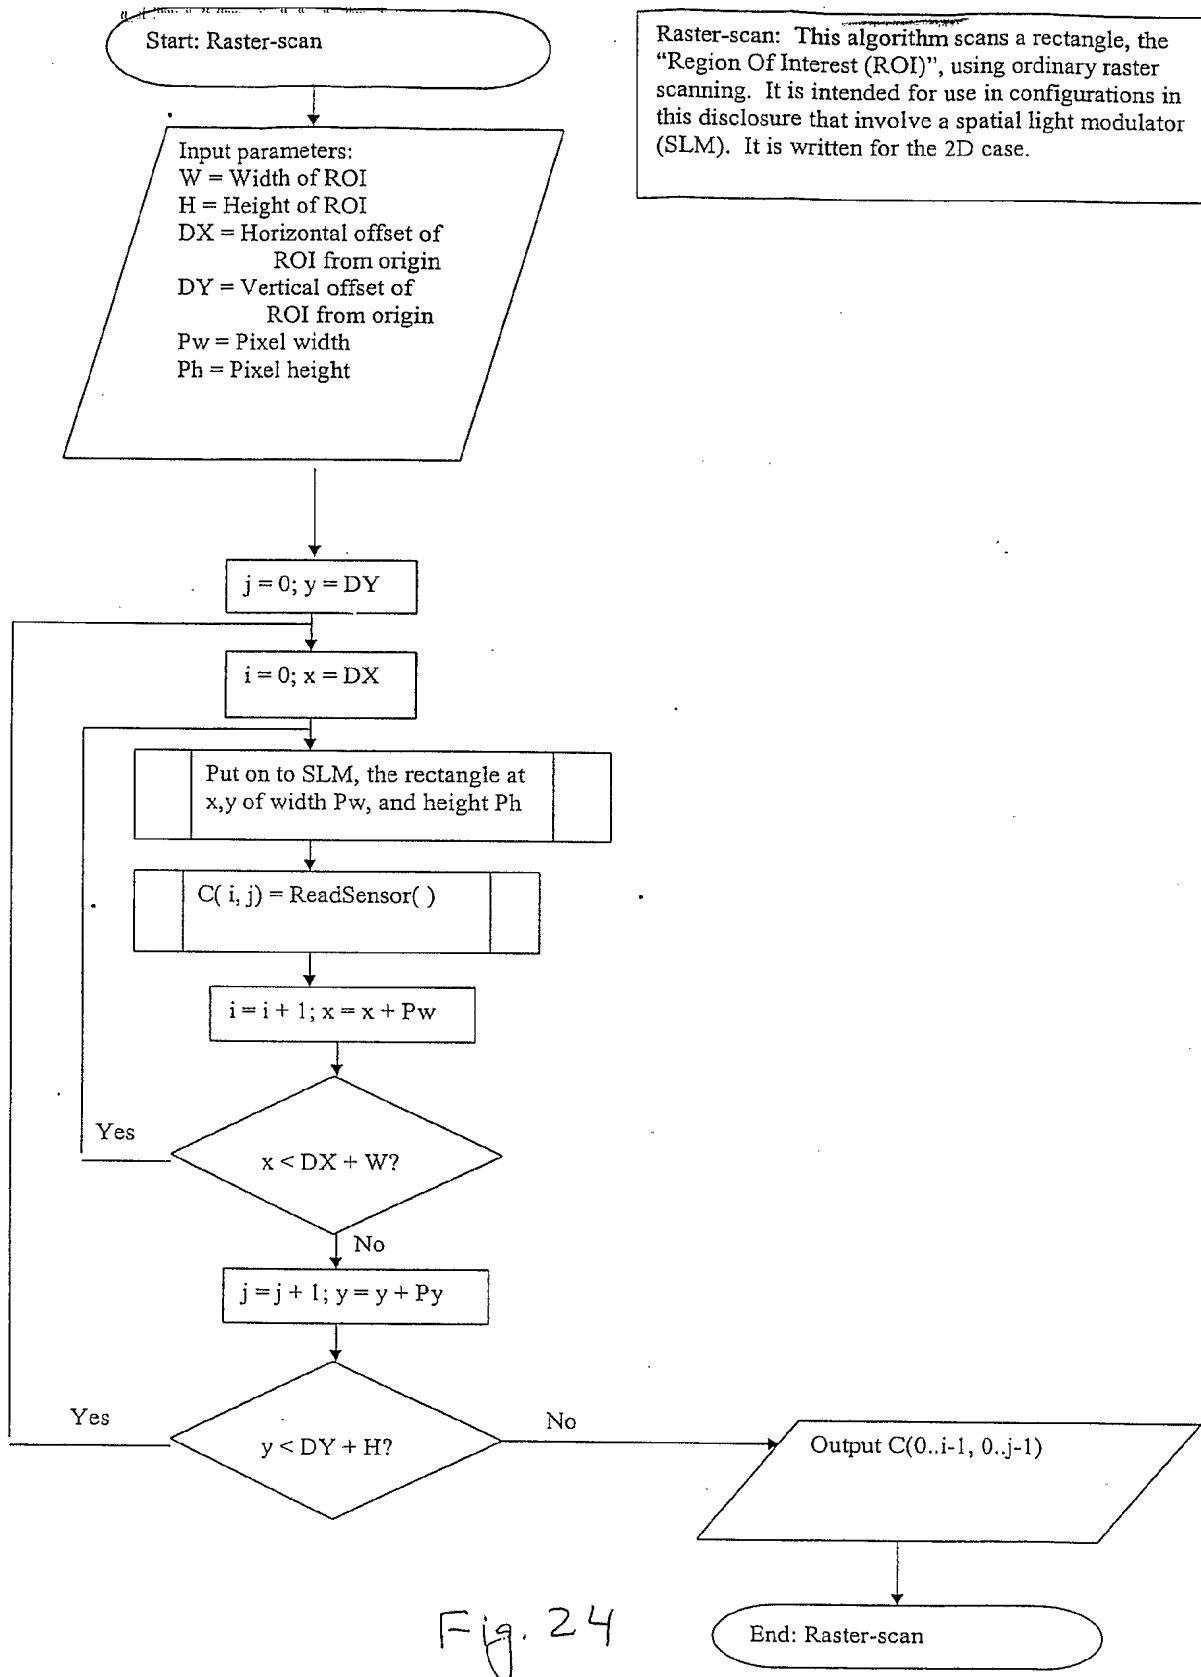 Start: Raster-scan
Raster-scan: This algorithm scans a rectangle, the
“Region Of Interest (ROI)”, using ordinary raster
scanning. It is intended for use in configurations in
this disclosure that involve a spatial light modulator
(SLM). It is written for the 2D case.
Input parameters:
W = Width of ROI
H = Height of ROI
DX = Horizontal offset of
ROI from origin
DY = Vertical offset of
ROI from origin
Pw = Pixel width
Ph = Pixel height
j = 0; y = DY
i = 0; x = DX
Put on to SLM, the rectangle at
x,y of width Pw, and height Ph
C( i, j) = ReadSensor( )
i = i + 1; x = x + Pw
Yes
x < DX + W?
No
j = j + 1; y = y + Py
Yes
y < DY + H?
No
Output C(0..i-1, 0..j-1)
End: Raster-scan
Fig. 24